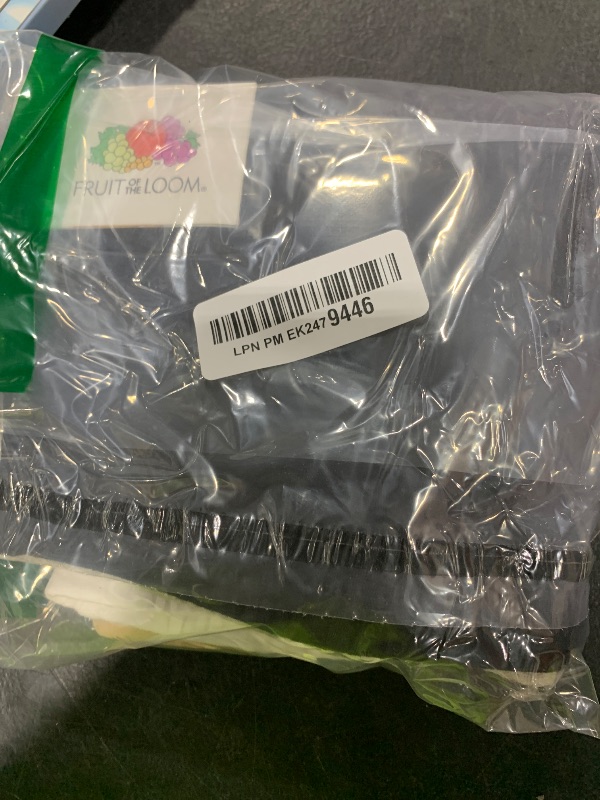 FRUIT OF THE LOOM®
LPN PM EK2479446